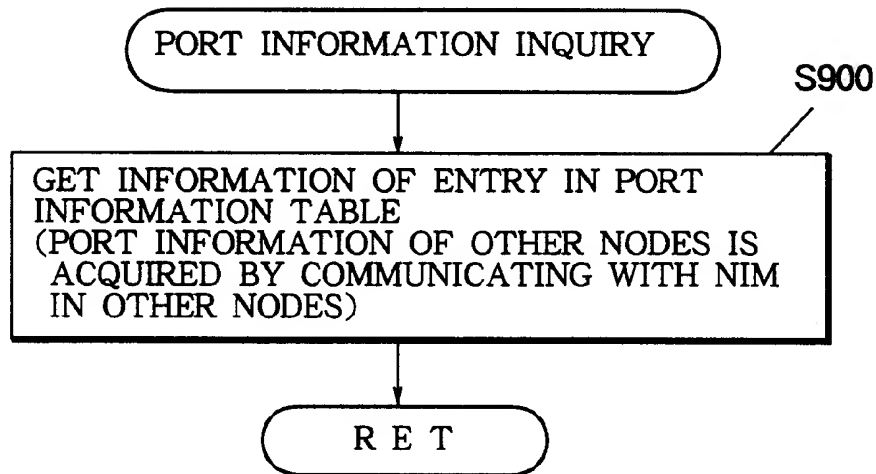 PORT INFORMATION INQUIRY
S900
GET INFORMATION OF ENTRY IN PORT
INFORMATION TABLE
(PORT INFORMATION OF OTHER NODES IS
ACQUIRED BY COMMUNICATING WITH NIM
IN OTHER NODES)
R E T